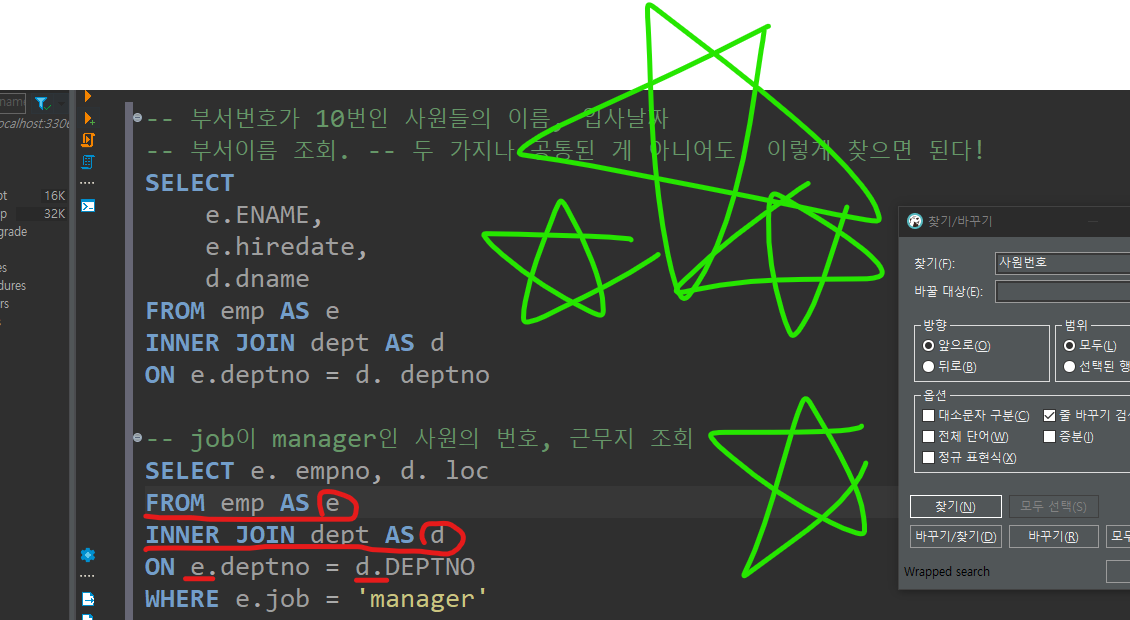 name
ocalhost:330
pt 16K
p 32K
grade
es
dures
rs
s
-- 부서번호가 10번인 사원들의 이름, 입사날짜
-- 부서이름 조회. -- 두 가지나 공통된 게 아니어도 이렇게 찾으면 된다!
SELECT
e.ENAME,
e.hiredate,
d.dname
FROM emp AS e
INNER JOIN dept AS d
ON e.deptno = d. deptno
-- job이 manager인 사원의 번호, 근무지 조회
SELECT e. empno, d. loc
FROM emp AS e
INNER JOIN dept AS d
ON e.deptno = d.DEPTNO
WHERE e.job = 'manager'
찾기/바꾸기
찾기(F): 사원번호
바꿀 대상(E):
방향 범위
앞으로(O) 모두(L)
뒤로(B) 선택된 행
옵션
대소문자 구분(C) 줄 바꾸기 검색
전체 단어(W) 증분(I)
정규 표현식(X)
찾기(N) 모두 선택(S)
바꾸기/찾기(D) 바꾸기(R) 모두
Wrapped search